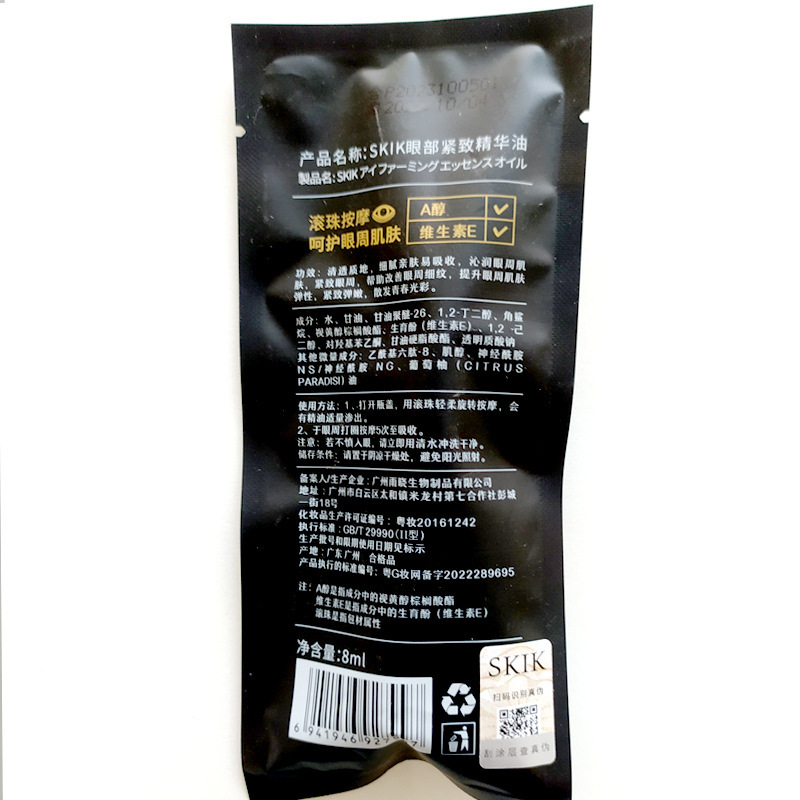 产品名称:SKIK眼部紧致精华油
製品名:SKIKアイファーミングエッセンスオイル
滚珠按摩
呵护眼周肌肤
A醇
维生素E
功效：清透质地，细腻亲肤易吸收，沁润眼周肌
肤，紧致眼周，帮助改善眼周细纹，提升眼周肌肤
弹性，紧致弹嫩，散发青春光彩。
成分：水、甘油、甘油聚醚-26、1,2-丁二醇、角鲨
烷、视黄醇棕榈酸酯、生育酚（维生素E）、1,2-己
二醇、对羟基苯乙酮、甘油硬脂酸酯、透明质酸钠
其他微量成分：乙酰基六肽-8、肌醇、神经酰胺
NS/神经酰胺 NG、葡萄柚（CITRUS
PARADISI）油
使用方法：1、打开瓶盖，用滚珠轻柔旋转按摩，会
有精油适量渗出。
2、于眼周打圈按摩5次至吸收。
注意：若不慎入眼，请立即用清水冲洗干净。
储存条件：请置于阴凉干燥处，避免阳光照射。
备案人/生产企业：广州雨晓生物制品有限公司
地址：广州市白云区太和镇米龙村第七合作社彭城
一街18号
化妆品生产许可证编号：粤妆20161242
执行标准：GB/T 29990(II型)
生产批号和限期使用日期见标示
产地：广东广州 合格品
产品执行的标准编号：粤G妆网备字2022289695
注：A醇是指成分中的视黄醇棕榈酸酯
维生素E是指成分中的生育酚（维生素E）
滚珠是指包材属性
净含量:8ml
6 941946
SKIK
扫码识别真伪
刮涂层查真伪